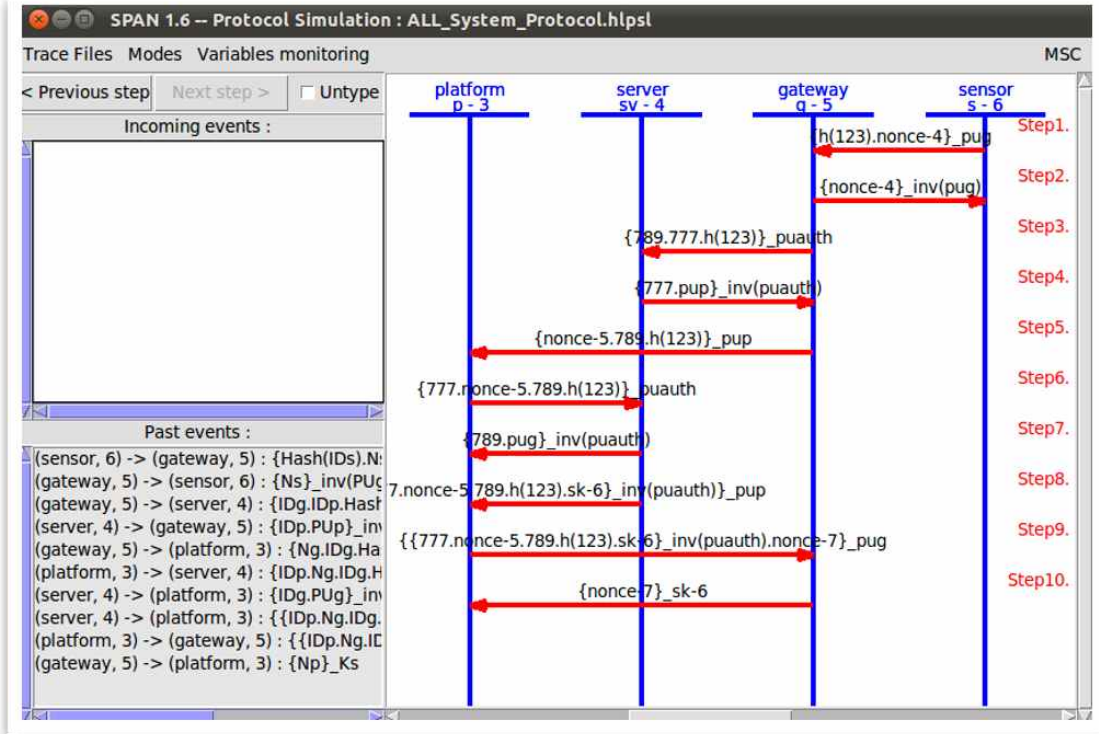 SPAN 1.6 -- Protocol Simulation : ALL_System_Protocol.hlpsl
Trace Files Modes Variables monitoring MSC
< Previous step Next step > Untype
Incoming events :
platform server gateway sensor
p - 3 sv - 4 g - 5 s - 6
Step1.
{h(123).nonce-4}_pug
Step2.
{nonce-4}_inv(pug)
Step3.
{789.777.h(123)}_puauth
Step4.
{777.pup}_inv(puauth)
Step5.
{nonce-5.789.h(123)}_pup
Step6.
{777.nonce-5.789.h(123)}_puauth
Step7.
{789.pug}_inv(puauth)
Step8.
7.nonce-5.789.h(123).sk-6}_inv(puauth)}_pup
Step9.
{{777.nonce-5.789.h(123).sk-6}_inv(puauth).nonce-7}_pug
Step10.
{nonce-7}_sk-6
Past events :
(sensor, 6) -> (gateway, 5) : {Hash(IDs).Ns
(gateway, 5) -> (sensor, 6) : {Ns}_inv(PUg
(gateway, 5) -> (server, 4) : {IDg.IDp.Hash
(server, 4) -> (gateway, 5) : {IDp.PUp}_inv
(gateway, 5) -> (platform, 3) : {Ng.IDg.Ha
(platform, 3) -> (server, 4) : {IDp.Ng.IDg.H
(server, 4) -> (platform, 3) : {IDg.PUg}_inv
(server, 4) -> (platform, 3) : {{IDp.Ng.IDg.
(platform, 3) -> (gateway, 5) : {{IDp.Ng.ID
(gateway, 5) -> (platform, 3) : {Np}_Ks